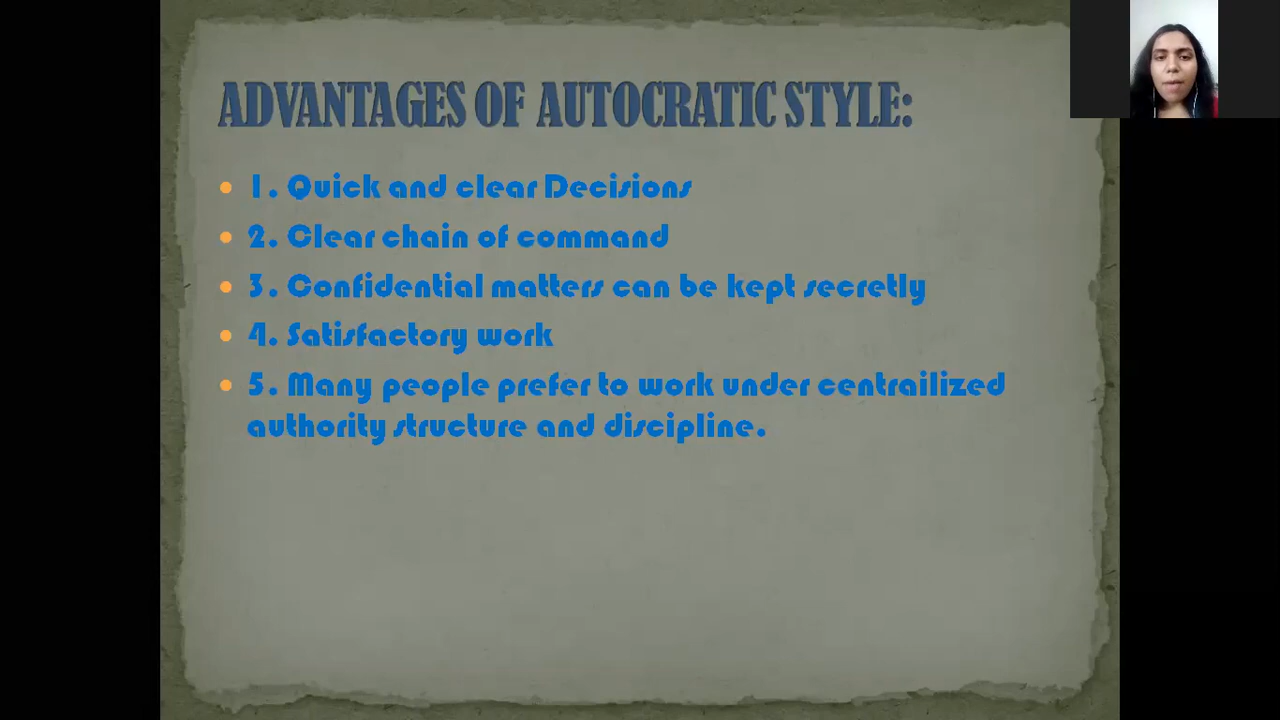 ADVANTAGES OF AUTOCRATIC STYLE:
1. Quick and clear Decisions
2. Clear chain of command
3. Confidential matters can be kept secretly
4. Satisfactory work
5. Many people prefer to work under centrailized
authority structure and discipline.